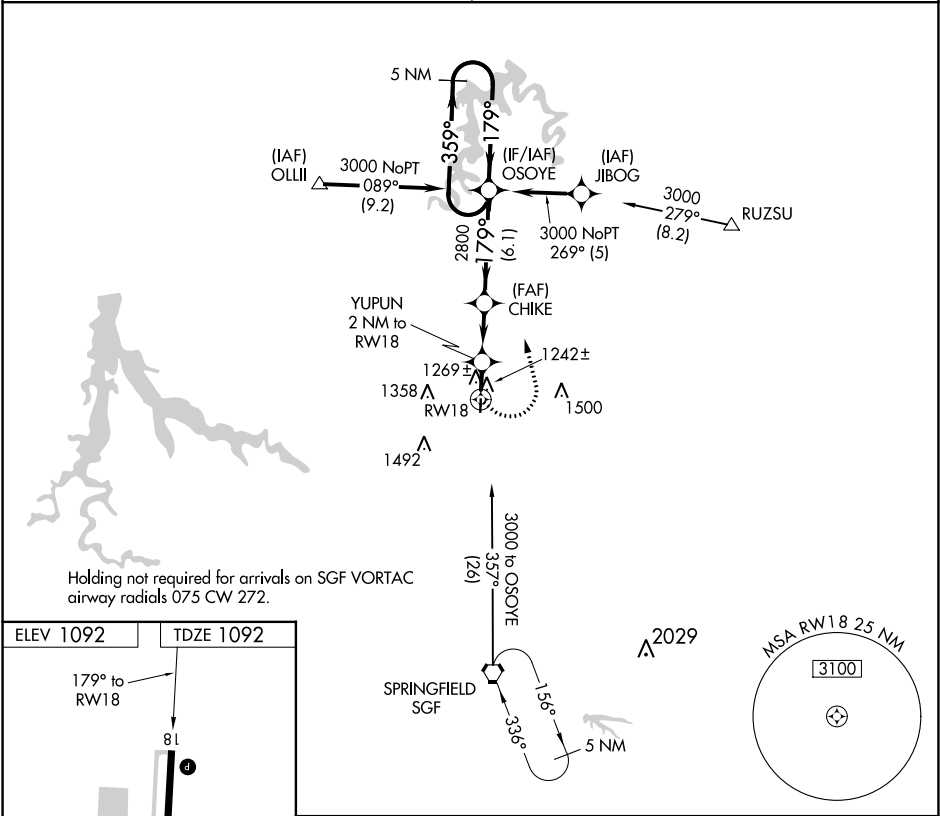 5 NM
359°
179°
(IAF)
OLLII
3000 NoPT
089°
(9.2)
(IF/IAF)
OSOYE
(IAF)
JIBOG
3000
279°
(8.2)
RUZSU
3000 NoPT
269° (5)
2800
179°
(6.1)
(FAF)
CHIKE
YUPUN
2 NM to
RW18
1242±
1269±
1358
RW18
1500
1492
3000 to OSOYE
357°
(26)
Holding not required for arrivals on SGF VORTAC
airway radials 075 CW 272.
ELEV 1092
TDZE 1092
179° to
RW18
18
P
SPRINGFIELD
SGF
156°
336°
5 NM
2029
MSA RW18 25 NM
3100